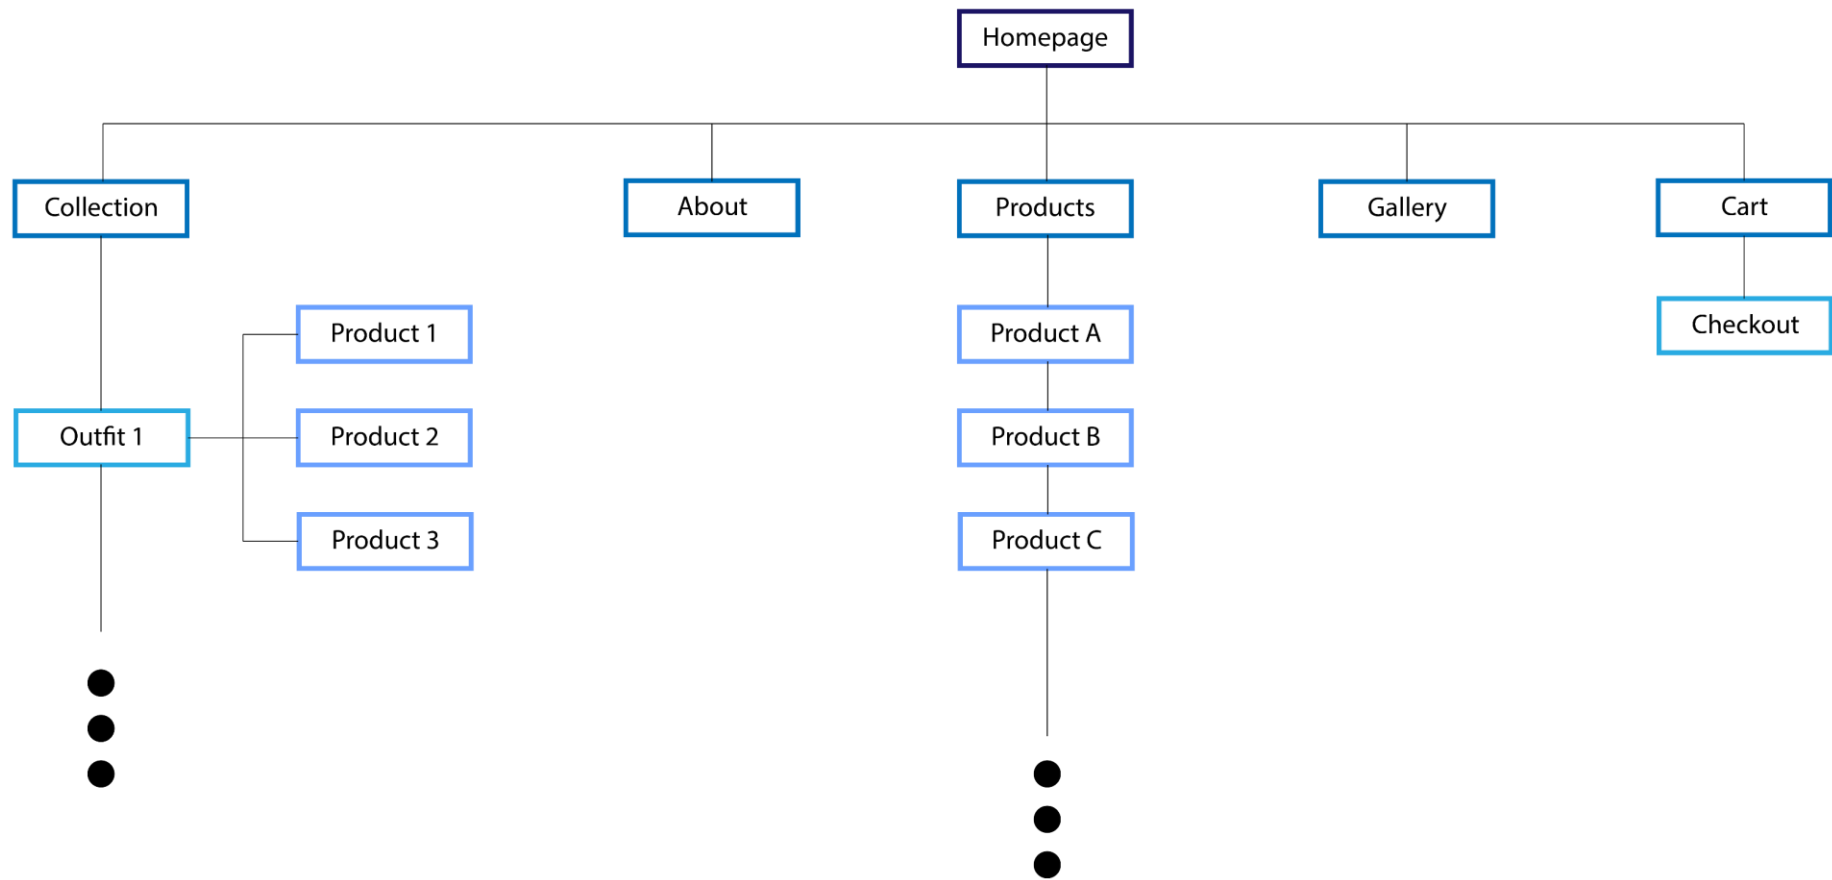 Homepage
Collection
About
Products
Gallery
Cart
Product 1
Product A
Checkout
Outfit 1
Product 2
Product B
Product 3
Product C